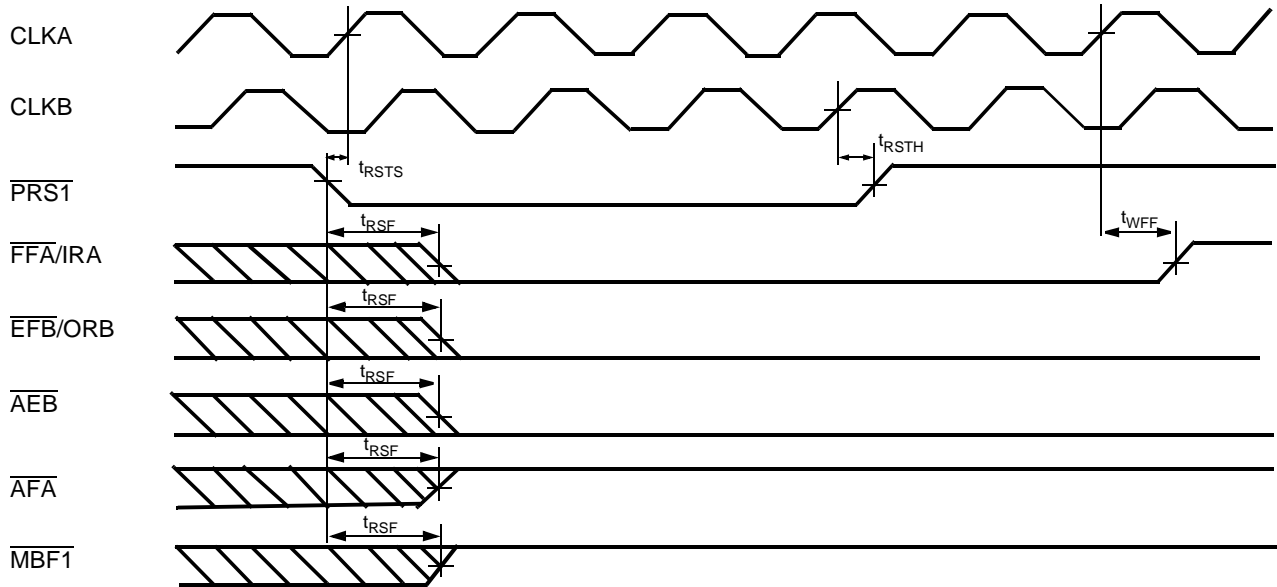 CLKA
CLKB
tRSTH
tRSTS
PRS1
tRSF
tWFF
FFA/IRA
tRSF
EFB/ORB
tRSF
AEB
tRSF
AFA
tRSF
MBF1